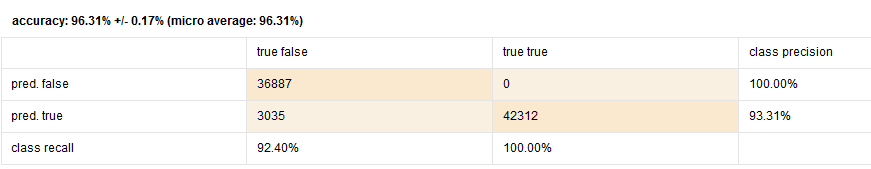 accuracy: 96.31% +/- 0.17% (micro average: 96.31%)
true false true true class precision
pred. false 36887 0 100.00%
pred. true 3035 42312 93.31%
class recall 92.40% 100.00%